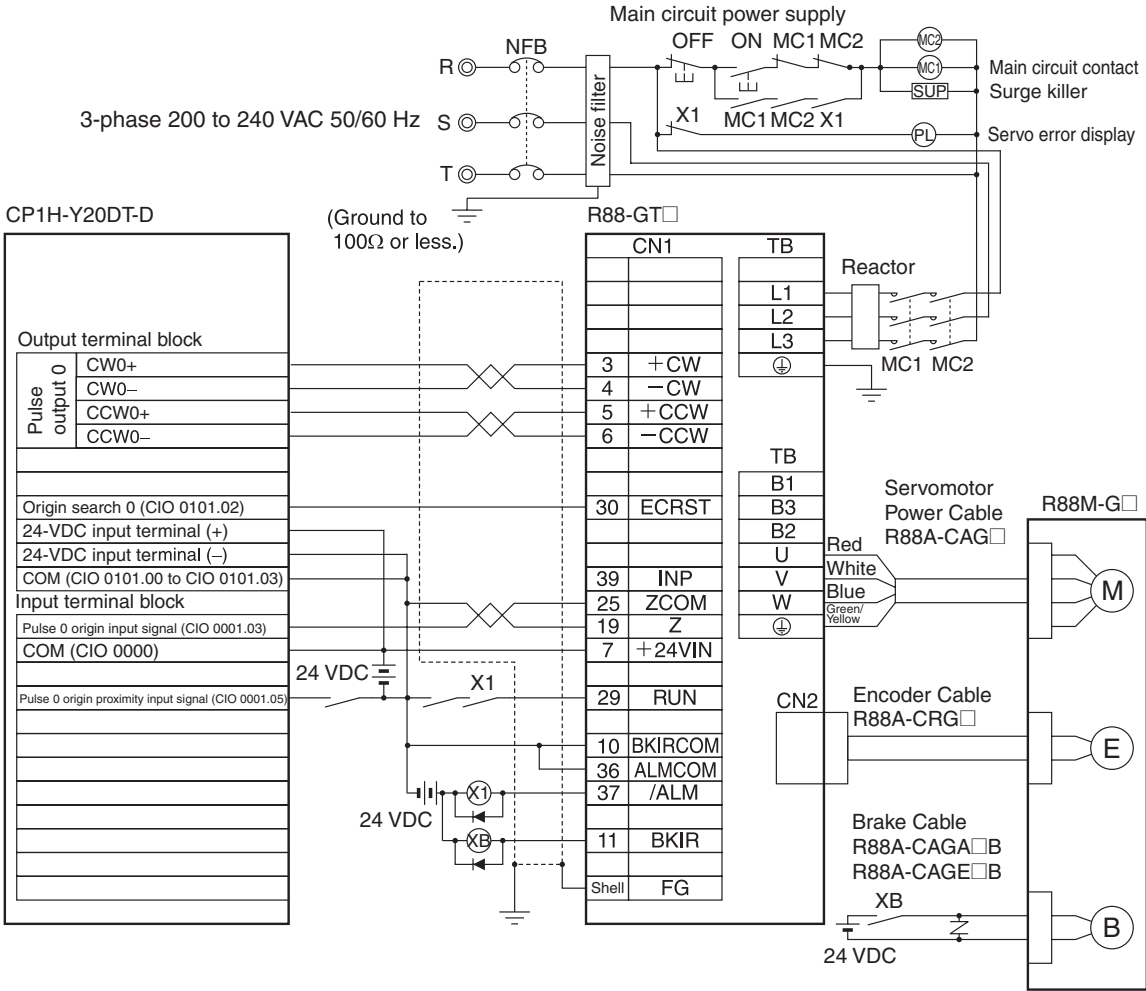 Main circuit power supply
NFB
OFF ON MC1 MC2
R
MC2
MC1
Main circuit contact
SUP
Surge killer
Noise filter
3-phase 200 to 240 VAC 50/60 Hz
S
X1
MC1 MC2 X1
PL
Servo error display
T
CP1H-Y20DT-D
(Ground to
100Ω or less.)
R88-GT□
CN1
TB
Reactor
L1
L2
L3
MC1 MC2
Output terminal block
Pulse
output 0
CW0+
CW0–
CCW0+
CCW0–
3 +CW
4 −CW
5 +CCW
6 −CCW
TB
B1
B3
B2
U
V
W
Origin search 0 (CIO 0101.02)
24-VDC input terminal (+)
24-VDC input terminal (–)
COM (CIO 0101.00 to CIO 0101.03)
Input terminal block
Pulse 0 origin input signal (CIO 0001.03)
COM (CIO 0000)
Pulse 0 origin proximity input signal (CIO 0001.05)
30 ECRST
39 INP
25 ZCOM
19 Z
7 +24VIN
24 VDC
X1
29 RUN
10 BKIRCOM
36 ALMCOM
37 /ALM
X1
24 VDC
XB
11 BKIR
Shell FG
Red
White
Blue
Green/
Yellow
Servomotor
Power Cable
R88A-CAG□
R88M-G□
M
CN2
Encoder Cable
R88A-CRG□
E
Brake Cable
R88A-CAGA□B
R88A-CAGE□B
XB
24 VDC
B